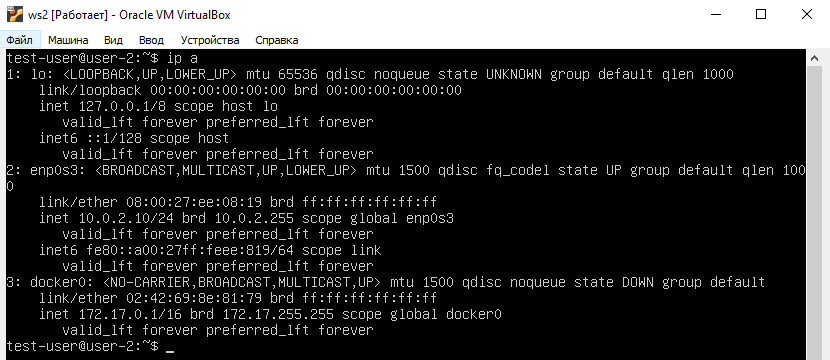 ws2 [Работает] - Oracle VM VirtualBox
Файл Машина Вид Ввод Устройства Справка
test-user@user-2:~$ ip a
1: lo: <LOOPBACK,UP,LOWER_UP> mtu 65536 qdisc noqueue state UNKNOWN group default qlen 1000
    link/loopback 00:00:00:00:00:00 brd 00:00:00:00:00:00
    inet 127.0.0.1/8 scope host lo
       valid_lft forever preferred_lft forever
    inet6 ::1/128 scope host
       valid_lft forever preferred_lft forever
2: enp0s3: <BROADCAST,MULTICAST,UP,LOWER_UP> mtu 1500 qdisc fq_codel state UP group default qlen 100
0
    link/ether 08:00:27:ee:08:19 brd ff:ff:ff:ff:ff:ff
    inet 10.0.2.10/24 brd 10.0.2.255 scope global enp0s3
       valid_lft forever preferred_lft forever
    inet6 fe80::a00:27ff:feee:819/64 scope link
       valid_lft forever preferred_lft forever
3: docker0: <NO-CARRIER,BROADCAST,MULTICAST,UP> mtu 1500 qdisc noqueue state DOWN group default
    link/ether 02:42:69:8e:81:79 brd ff:ff:ff:ff:ff:ff
    inet 172.17.0.1/16 brd 172.17.255.255 scope global docker0
       valid_lft forever preferred_lft forever
test-user@user-2:~$ _